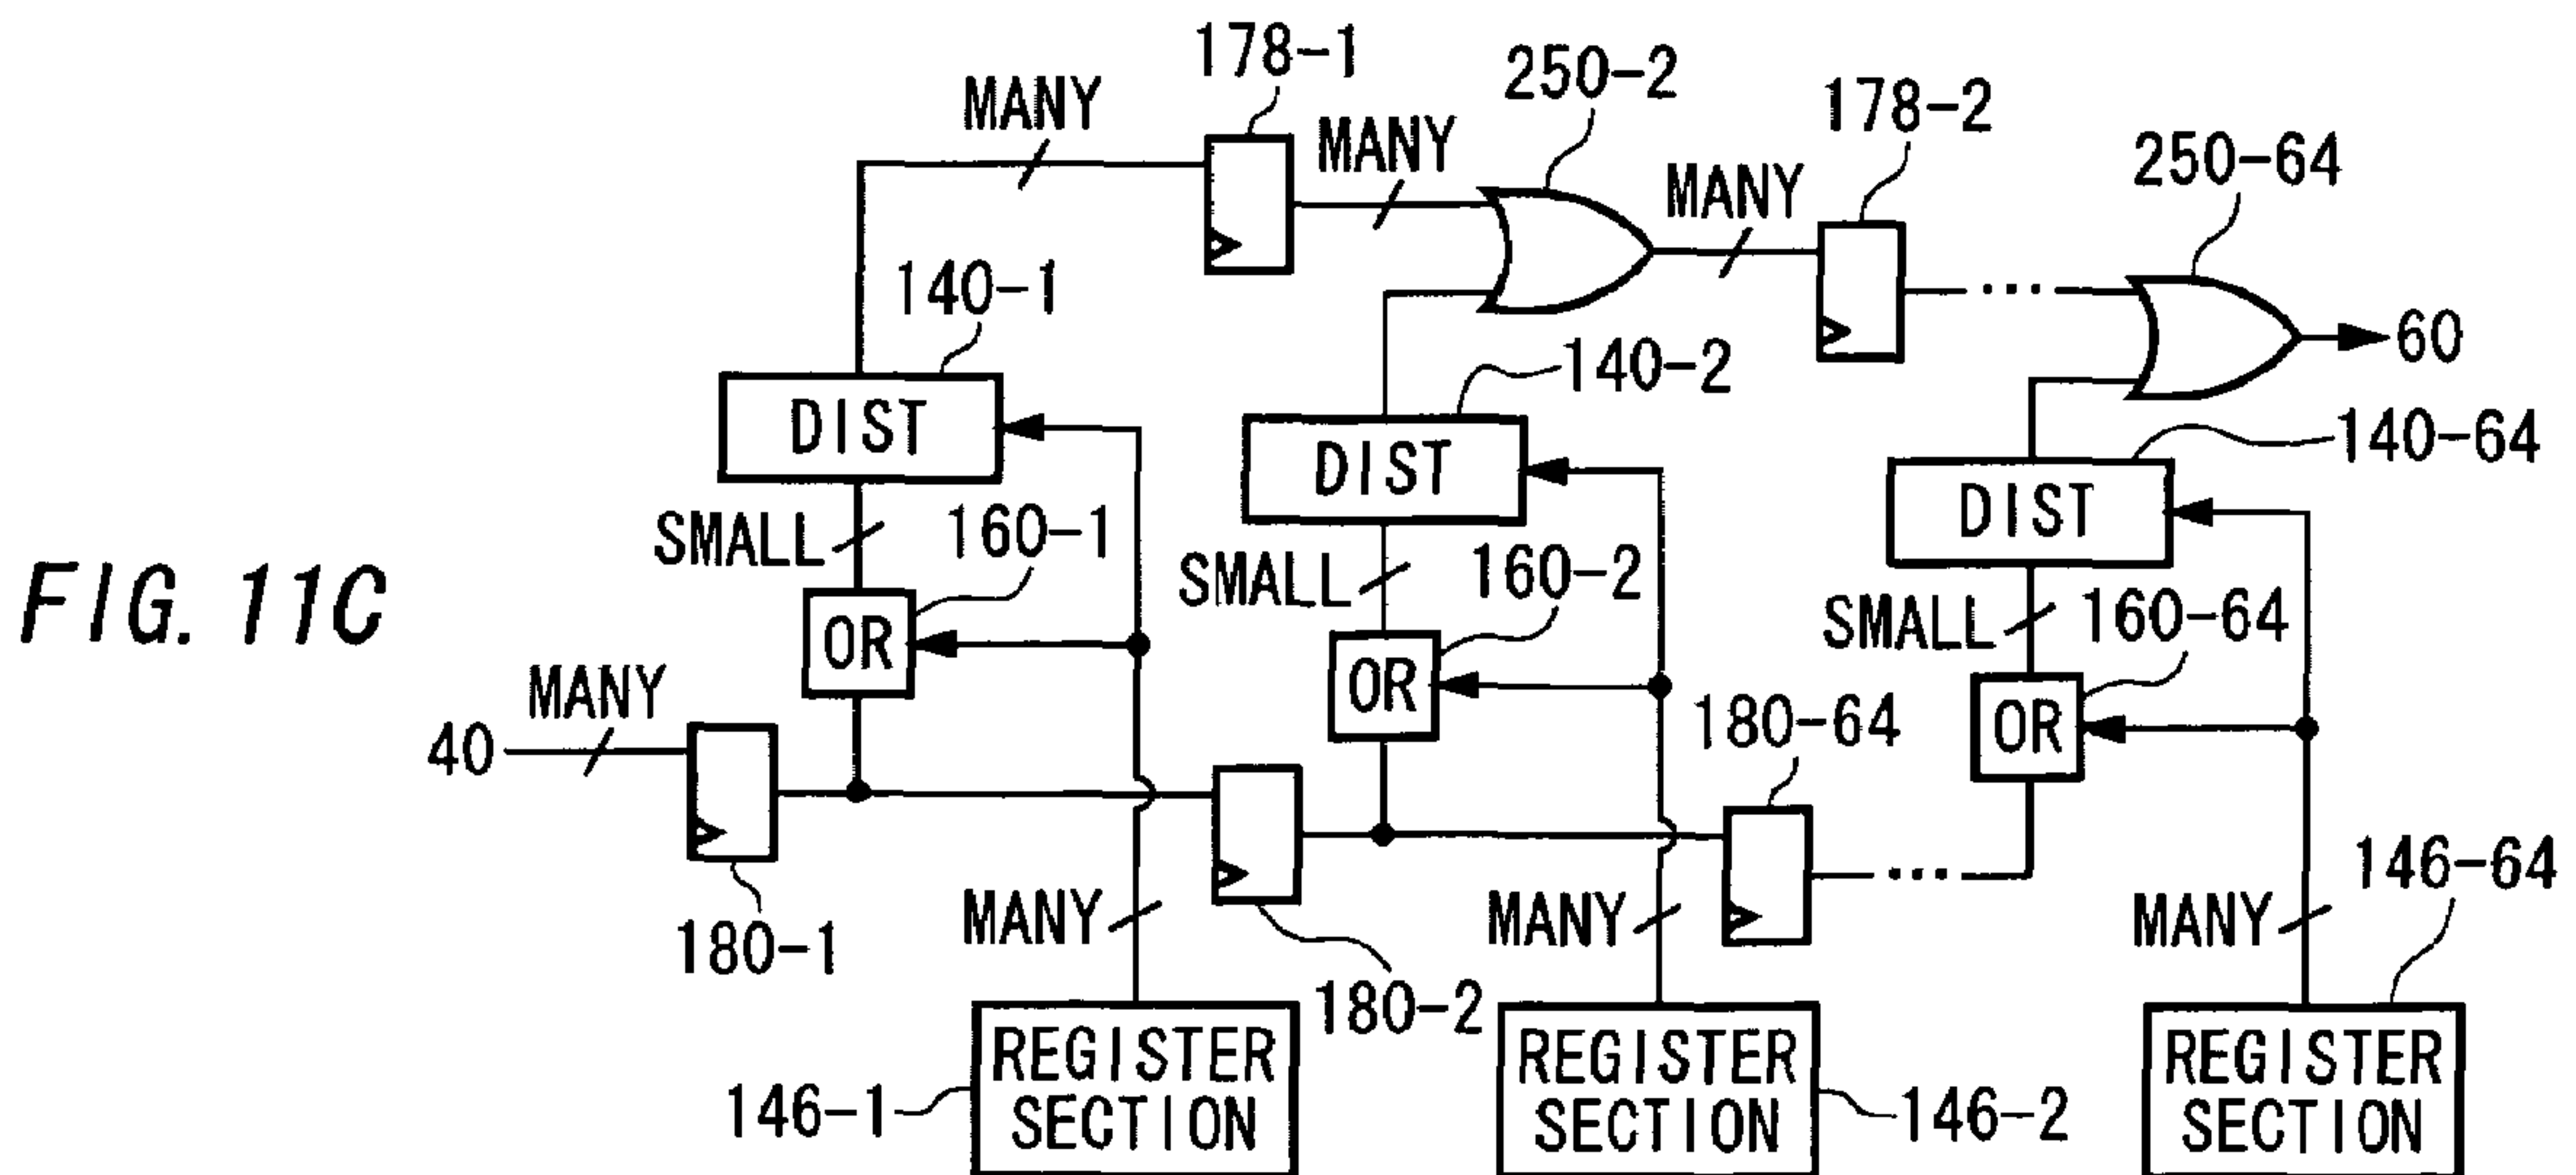 178-1
250-2
178-2
250-64
MANY
MANY
MANY
140-1
140-2
60
140-64
DIST
DIST
DIST
SMALL
160-1
SMALL
160-2
SMALL
160-64
FIG. 11C
OR
OR
OR
MANY
40
180-64
180-1
MANY
180-2
MANY
MANY
146-64
REGISTER
SECTION
REGISTER
SECTION
REGISTER
SECTION
146-1
146-2